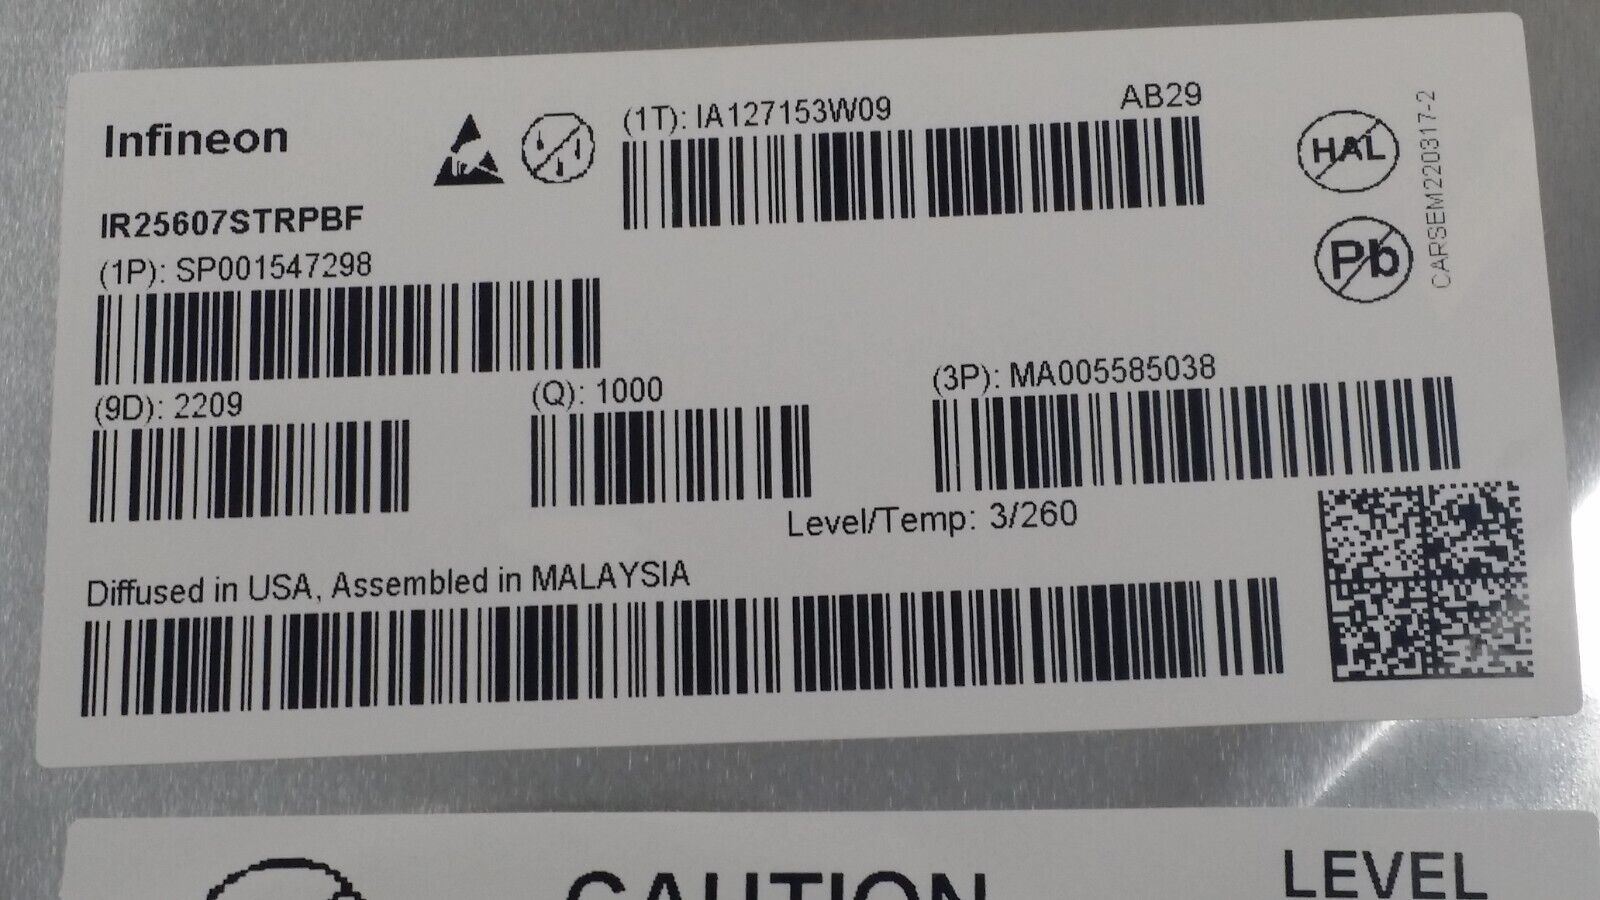 Infineon
(1T): IA127153W09
AB29
HAL
Pb
CARSEM220317-2
IR25607STRPBF
(1P): SP001547298
(9D): 2209
(Q): 1000
(3P): MA005585038
Level/Temp: 3/260
Diffused in USA, Assembled in MALAYSIA
CAUTION
LEVEL